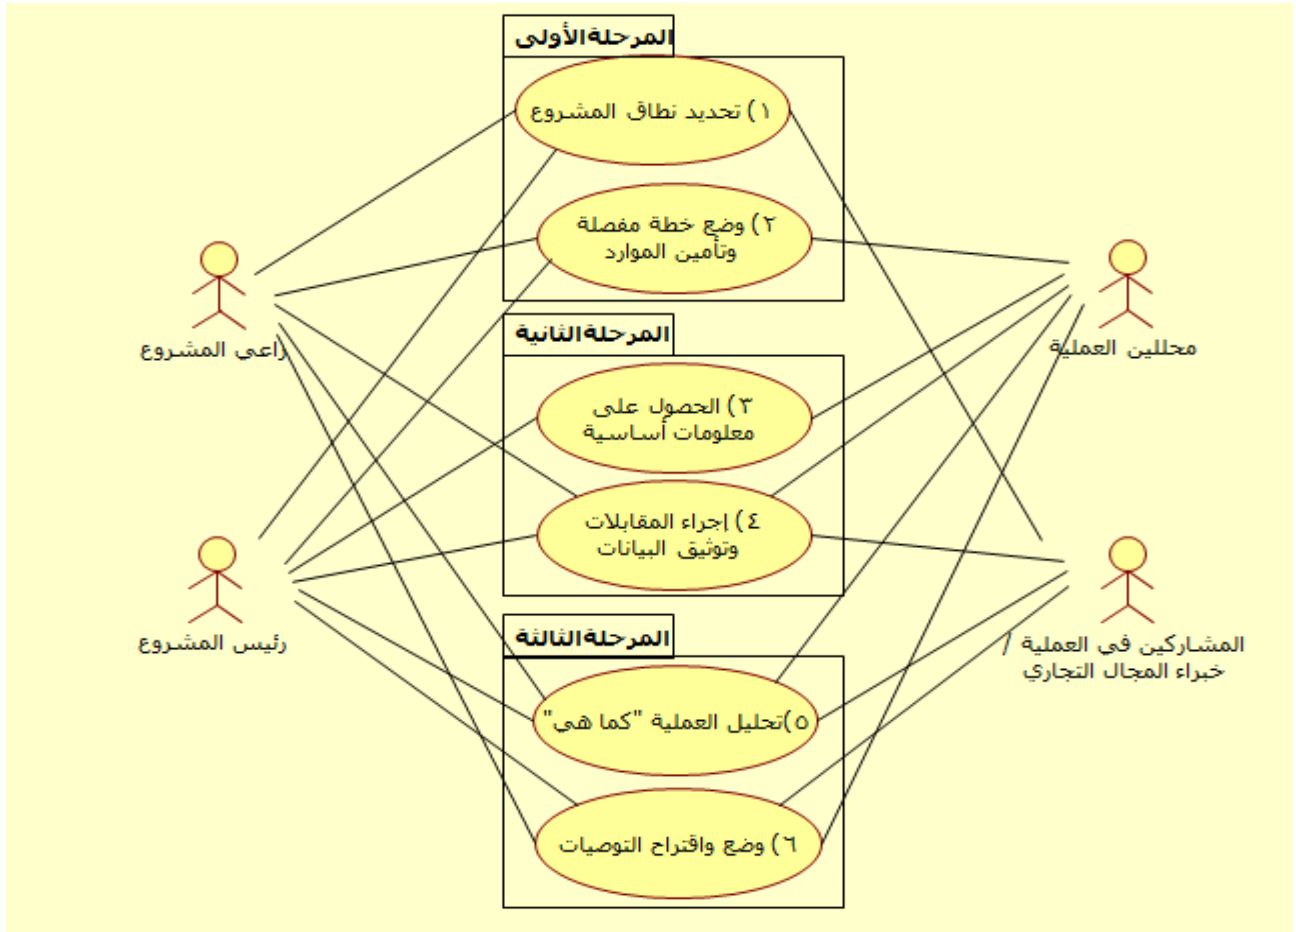 المرحلة الأولى
١) تحديد نطاق المشروع
٢) وضع خطة مفصلة
وتأمين الموارد
راعي المشروع
محللين العملية
المرحلة الثانية
٣) الحصول على
معلومات أساسية
٤) إجراء المقابلات
وتوثيق البيانات
رئيس المشروع
المشاركين في العملية /
خبراء المجال التجاري
المرحلة الثالثة
٥)تحليل العملية "كما هي"
٦) وضع واقتراح التوصيات